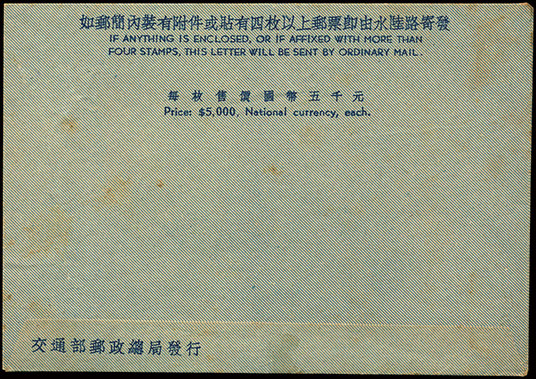 如郵簡內裝有附件或貼有四枚以上郵票卽由水陸路寄發
IF ANYTHING IS ENCLOSED, OR IF AFFIXED WITH MORE THAN
FOUR STAMPS, THIS LETTER WILL BE SENT BY ORDINARY MAIL.
每枚售價國幣五千元
Price: $5,000, National currency, each.
交通部郵政總局發行